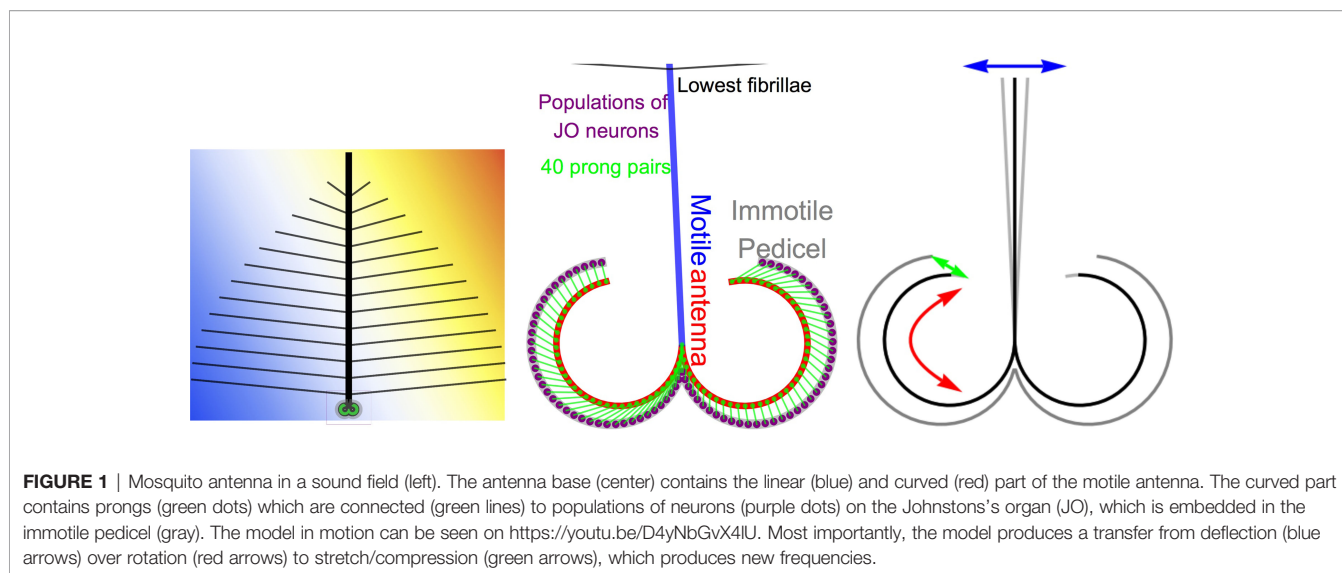 Lowest fibrillae
Populations of
JO neurons
40 prong pairs
Motile antenna
Immotile
Pedicel
FIGURE 1 | Mosquito antenna in a sound field (left). The antenna base (center) contains the linear (blue) and curved (red) part of the motile antenna. The curved part
contains prongs (green dots) which are connected (green lines) to populations of neurons (purple dots) on the Johnstons's organ (JO), which is embedded in the
immotile pedicel (gray). The model in motion can be seen on https://youtu.be/D4yNbGvX4lU. Most importantly, the model produces a transfer from deflection (blue
arrows) over rotation (red arrows) to stretch/compression (green arrows), which produces new frequencies.